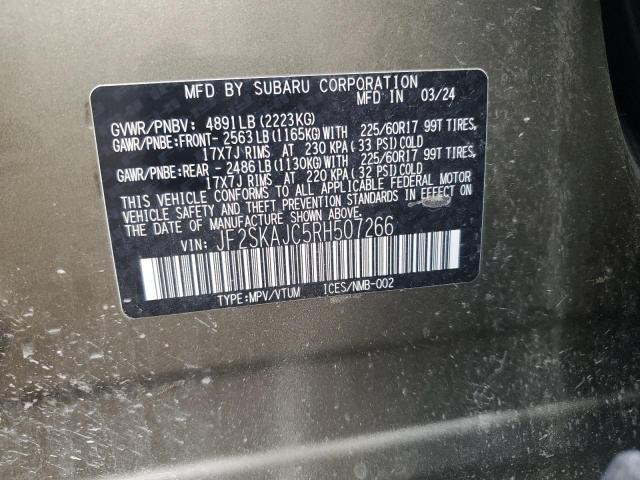 MFD BY SUBARU CORPORATION
MFD IN 03/24
GVWR/PNBV: 4891LB (2223KG)
GAWR/PNBE:FRONT- 2563LB (1165KG)WITH 225/60R17 99T TIRES,
17X7J RIMS AT 230 KPA (33 PSI) COLD
GAWR/PNBE:REAR - 2486LB (1130KG)WITH 225/60R17 99T TIRES,
17X7J RIMS AT 220 KPA (32 PSI) COLD
THIS VEHICLE CONFORMS TO ALL APPLICABLE FEDERAL MOTOR
VEHICLE SAFETY AND THEFT PREVENTION STANDARDS IN EFFECT ON
THE DATE OF MANUFACTURE SHOWN ABOVE.
VIN: JF2SKAJC5RH507266
TYPE:MPV/VTUM ICES/NMB-002